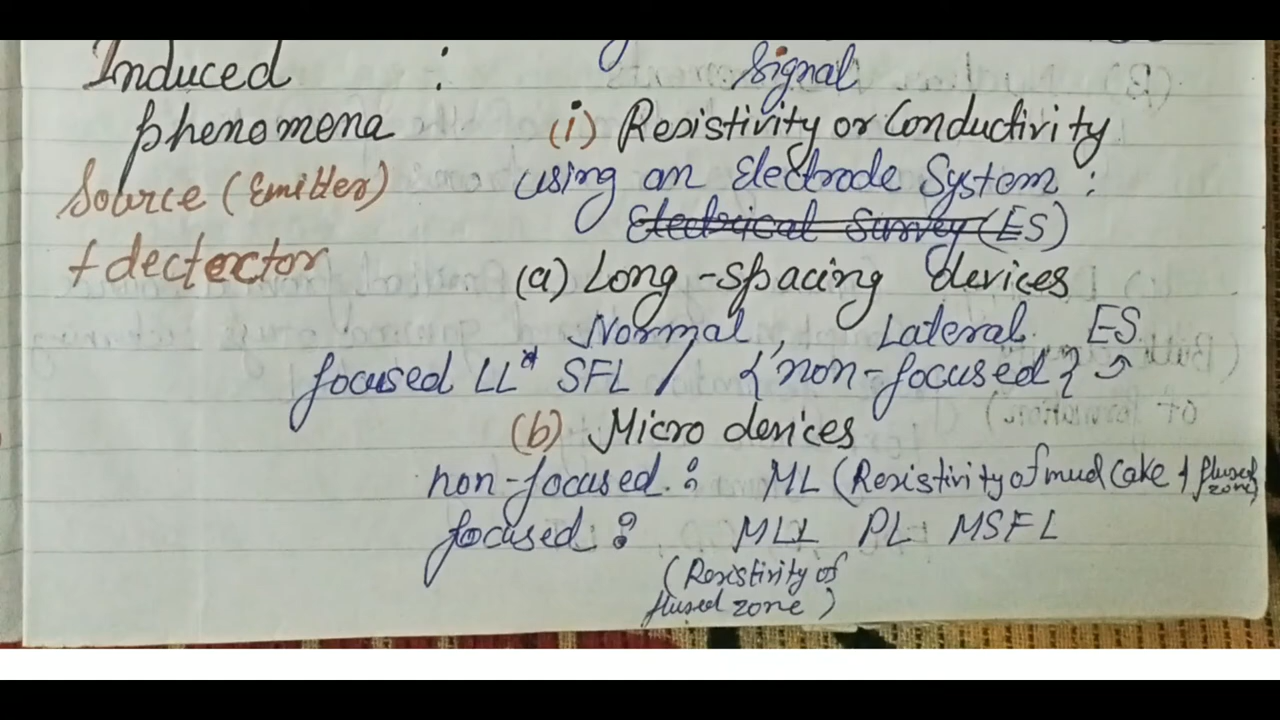 Induced : Signal
phenomena (i) Resistivity or Conductivity
Source (Emitter) using an Electrode System :
Electrical Survey (ES)
+ dectector (a) Long-spacing devices
Normal, Lateral, ES
focused LL* SFL / {non-focused}
(b) Micro devices
non-focused : ML (Resistivity of mud cake + flused zone)
focused : MLL PL MSFL
(Resistivity of
flused zone)